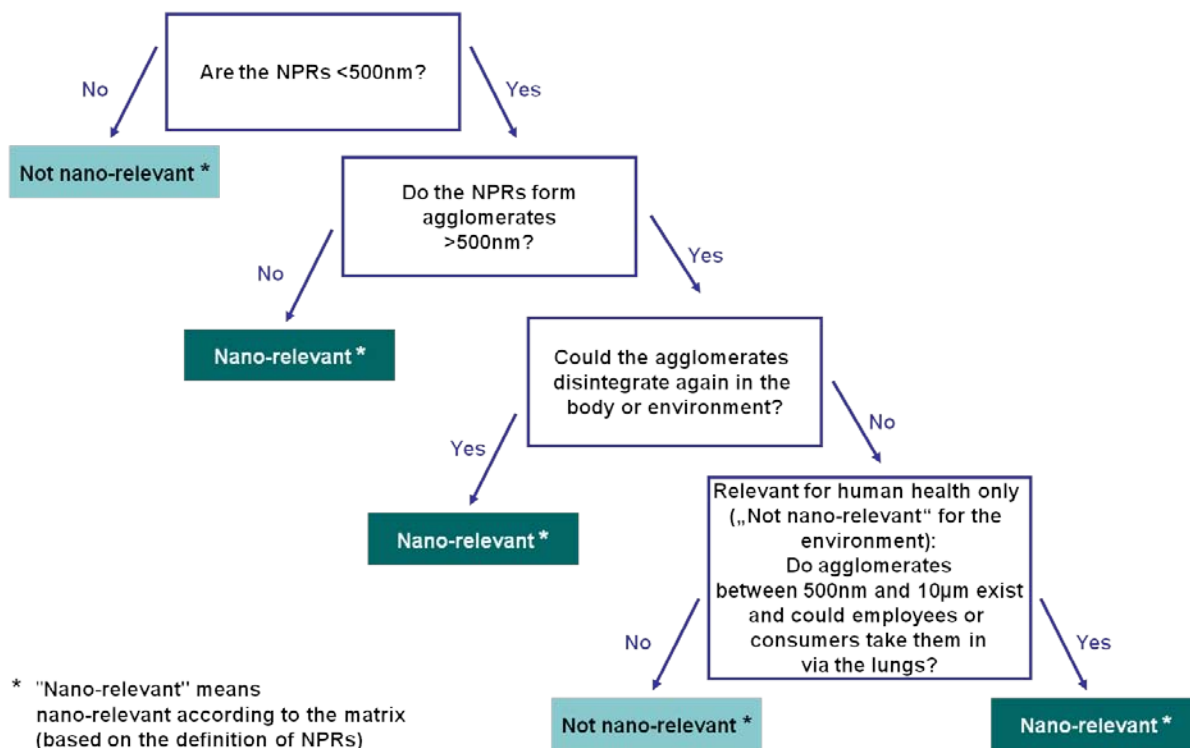 Are the NPRs <500nm?
No
Yes
Not nano-relevant *
Do the NPRs form
agglomerates
>500nm?
No
Yes
Nano-relevant *
Could the agglomerates
disintegrate again in the
body or environment?
Yes
No
Nano-relevant *
Relevant for human health only
(„Not nano-relevant“ for the
environment):
Do agglomerates
between 500nm and 10µm exist
and could employees or
consumers take them in
via the lungs?
No
Yes
Not nano-relevant *
Nano-relevant *
* "Nano-relevant" means
nano-relevant according to the matrix
(based on the definition of NPRs)